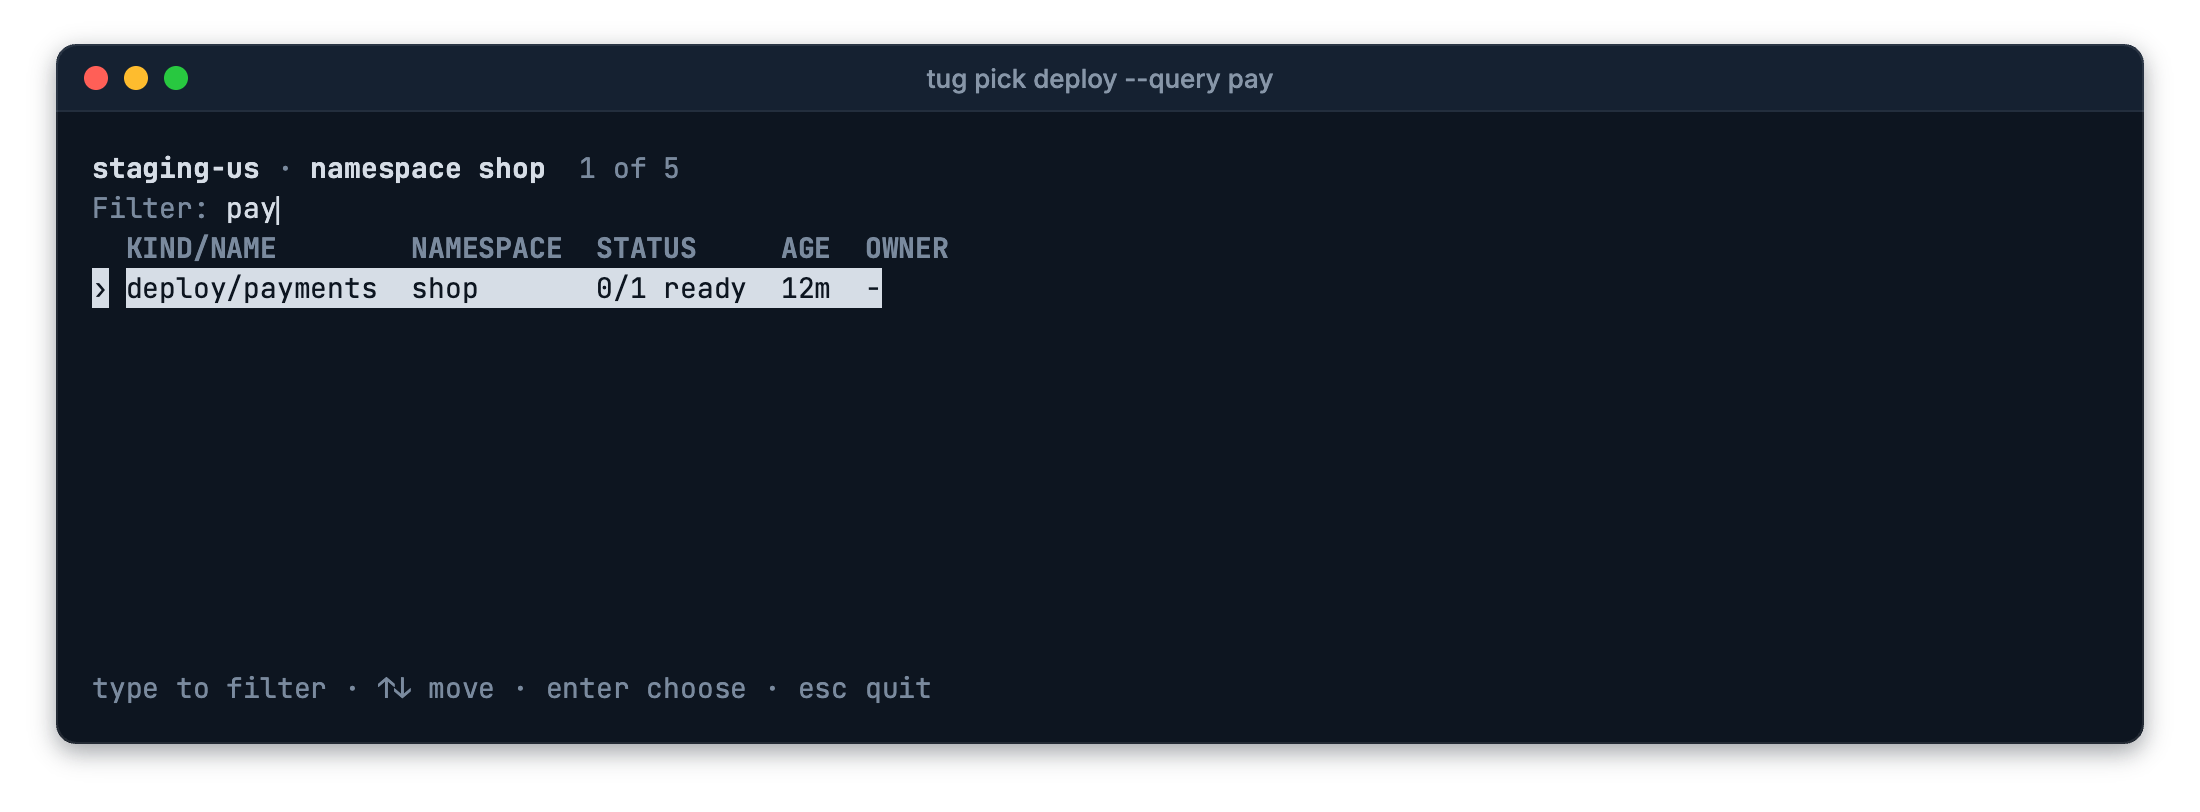 tug pick deploy --query pay
staging-us · namespace shop  1 of 5
Filter: pay
KIND/NAME        NAMESPACE  STATUS     AGE  OWNER
› deploy/payments  shop       0/1 ready  12m  -
type to filter · ↑↓ move · enter choose · esc quit